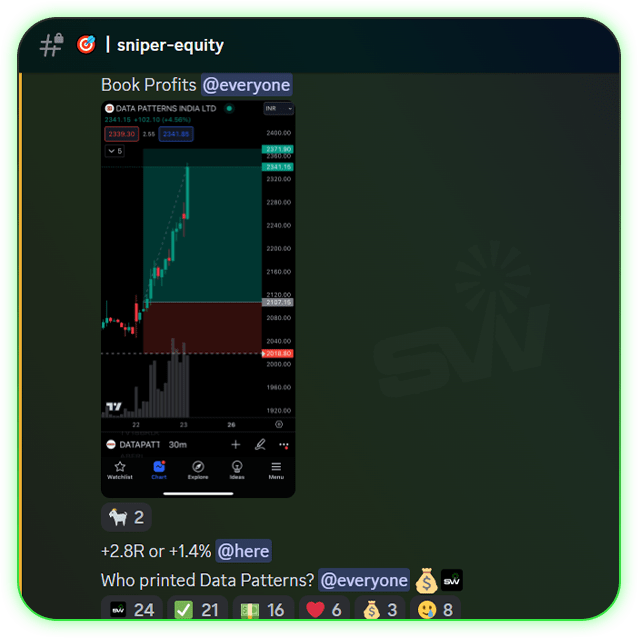 | sniper-equity
Book Profits @everyone
DATA PATTERNS INDIA LTD
INR
2341.15 +102.10 (+4.56%)
2339.30 2.55 2341.85
5
2400.00
2371.90
2360.00
2341.15
2320.00
2280.00
2240.00
2200.00
2160.00
2120.00
2107.15
2080.00
2040.00
2018.80
2000.00
1960.00
1920.00
22 23 26
DATAPATT 30m
Watchlist Chart Explore Ideas Menu
2
+2.8R or +1.4% @here
Who printed Data Patterns? @everyone
24 21 16 6 3 8
SW